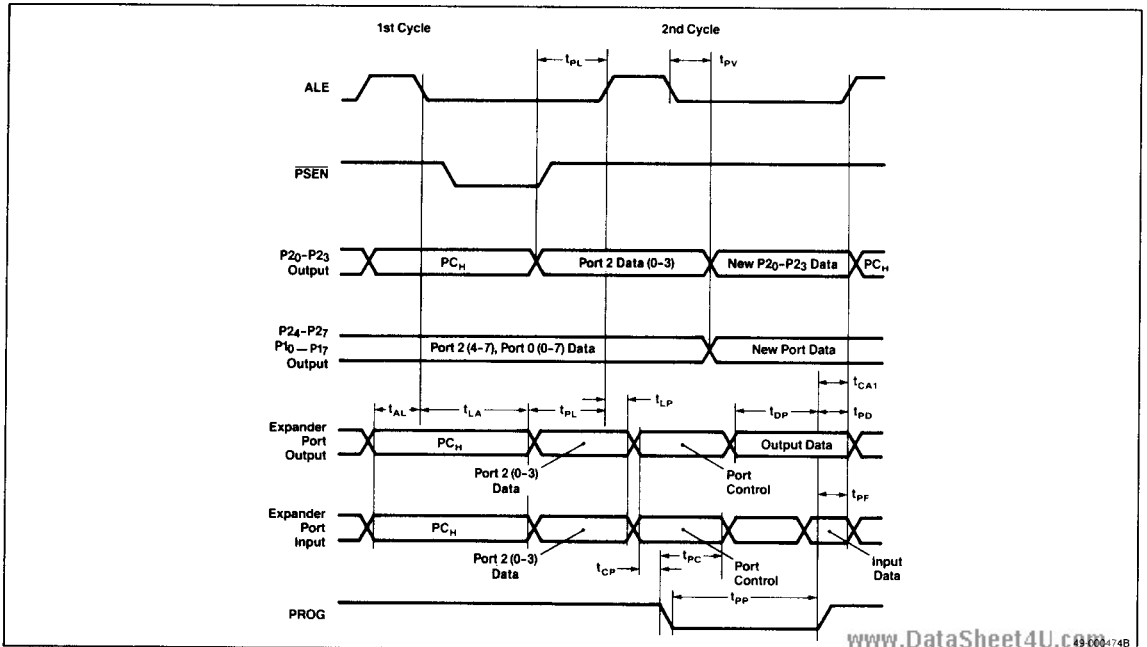 1st Cycle 2nd Cycle
tPL tPV
ALE
PSEN
P20-P23
Output
PCH Port 2 Data (0-3) New P20-P23 Data PCH
P24-P27
P10-P17
Output
Port 2 (4-7), Port 0 (0-7) Data New Port Data
tCA1
tAL tLA tPL tLP tDP tPD
Expander
Port
Output
PCH Output Data
Port 2 (0-3)
Data
Port
Control
tPF
Expander
Port
Input
PCH
Port 2 (0-3)
Data
Port
Control
Input
Data
tCP tPC
tPP
PROG
www.DataSheet4U.com
49-000474B